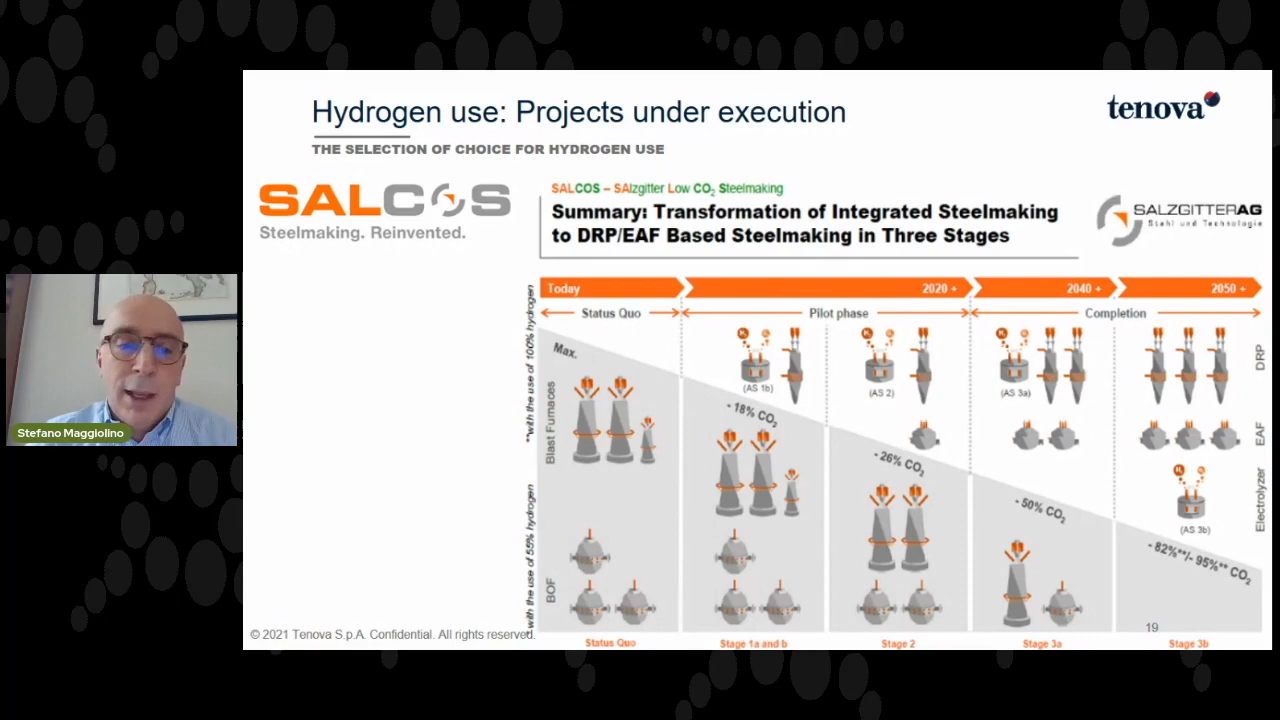 Hydrogen use: Projects under execution
tenova
THE SELECTION OF CHOICE FOR HYDROGEN USE
SALCOS
Steelmaking. Reinvented.
SALCOS – SAlzgitter Low CO₂ Steelmaking
Summary: Transformation of Integrated Steelmaking
to DRP/EAF Based Steelmaking in Three Stages
SALZGITTERAG
Stahl und Technologie
Today
2020 +
2040 +
2050 +
Status Quo
Pilot phase
Completion
**with the use of 100% hydrogen
with the use of 55% hydrogen
Max.
Blast Furnaces
BOF
(AS 1b)
(AS 2)
(AS 3a)
DRP
- 18% CO₂
EAF
- 26% CO₂
- 50% CO₂
Electrolyzer
(AS 3b)
- 82%**/- 95%** CO₂
Stefano Maggiolino
19
© 2021 Tenova S.p.A. Confidential. All rights reserved.
Status Quo
Stage 1a and b
Stage 2
Stage 3a
Stage 3b